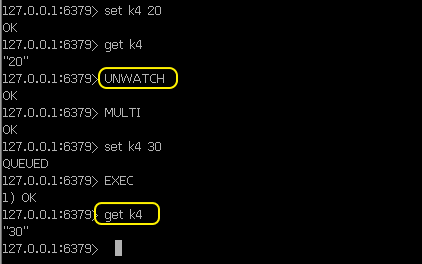 127.0.0.1:6379> set k4 20
OK
127.0.0.1:6379> get k4
"20"
127.0.0.1:6379> UNWATCH
OK
127.0.0.1:6379> MULTI
OK
127.0.0.1:6379> set k4 30
QUEUED
127.0.0.1:6379> EXEC
1) OK
127.0.0.1:6379> get k4
"30"
127.0.0.1:6379>